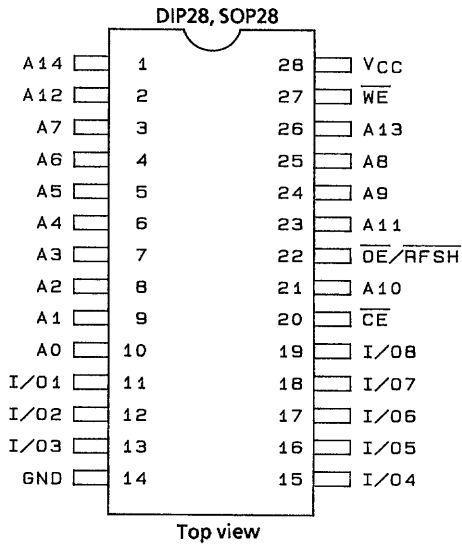 DIP28, SOP28
A14 1 28 VCC
A12 2 27 WE
A7 3 26 A13
A6 4 25 A8
A5 5 24 A9
A4 6 23 A11
A3 7 22 OE/RFSH
A2 8 21 A10
A1 9 20 CE
A0 10 19 I/O8
I/O1 11 18 I/O7
I/O2 12 17 I/O6
I/O3 13 16 I/O5
GND 14 15 I/O4
Top view